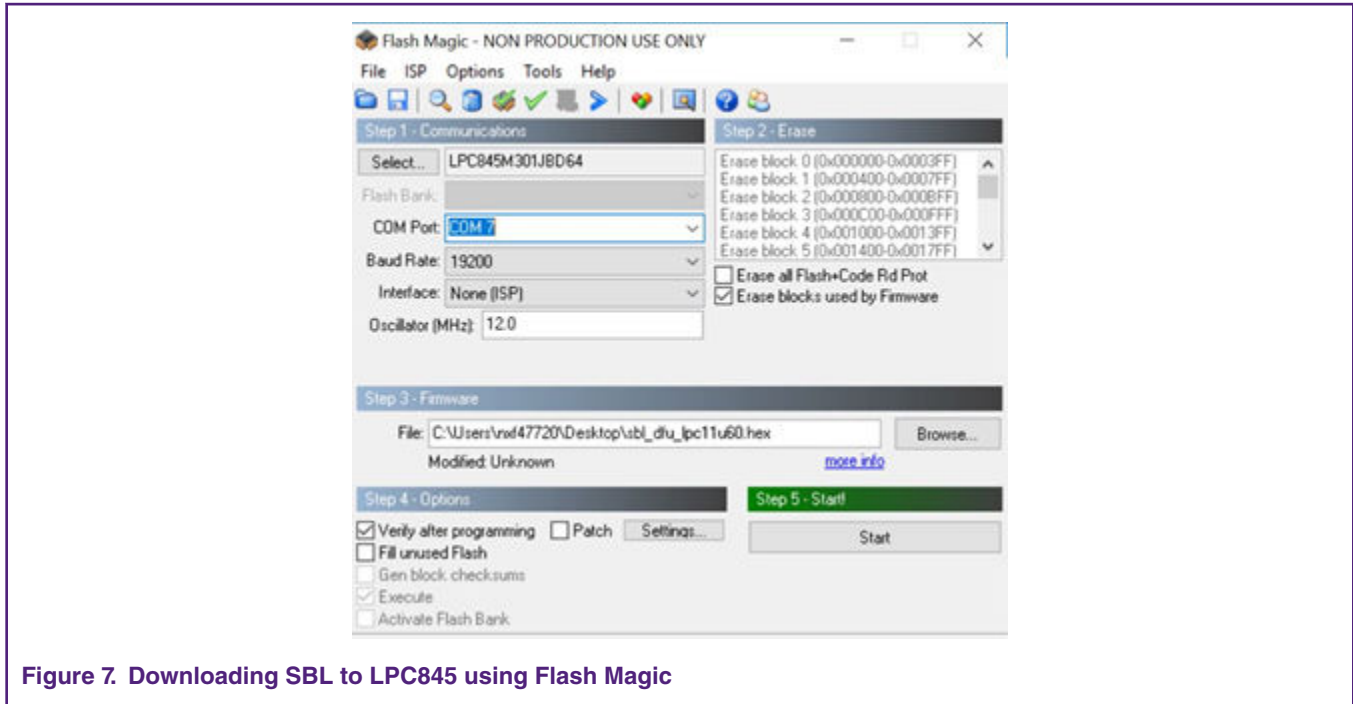 Flash Magic - NON PRODUCTION USE ONLY
File ISP Options Tools Help
Step 1 - Communications
Select... LPC845M301JBD64
Flash Bank:
COM Port: COM 7
Baud Rate: 19200
Interface: None (ISP)
Oscillator (MHz): 12.0
Step 2 - Erase
Erase block 0 (0x000000-0x0003FF)
Erase block 1 (0x000400-0x0007FF)
Erase block 2 (0x000800-0x000BFF)
Erase block 3 (0x000C00-0x000FFF)
Erase block 4 (0x001000-0x0013FF)
Erase block 5 (0x001400-0x0017FF)
Erase all Flash+Code Rd Prot
Erase blocks used by Firmware
Step 3 - Firmware
File: C:\Users\nxf47720\Desktop\sbl_dfu_lpc11u60.hex Browse...
Modified: Unknown more info
Step 4 - Options
Verify after programming Patch Settings...
Fill unused Flash
Gen block checksums
Execute
Activate Flash Bank
Step 5 - Start!
Start
Figure 7. Downloading SBL to LPC845 using Flash Magic